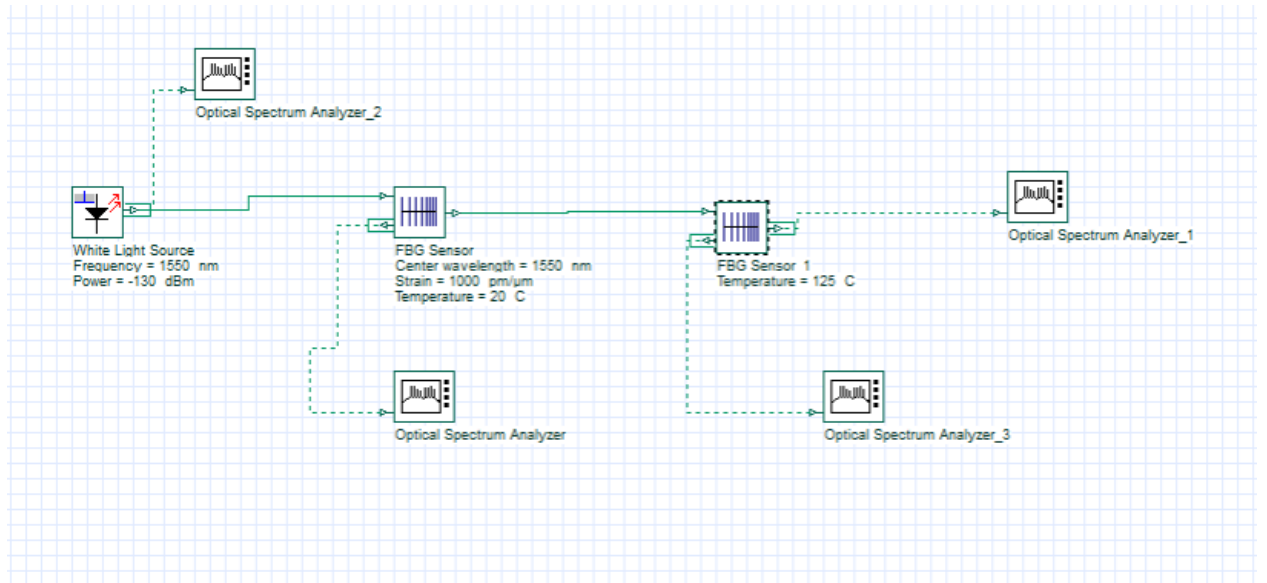 Optical Spectrum Analyzer_2
White Light Source
Frequency = 1550 nm
Power = -130 dBm
FBG Sensor
Center wavelength = 1550 nm
Strain = 1000 pm/μm
Temperature = 20 C
FBG Sensor 1
Temperature = 125 C
Optical Spectrum Analyzer_1
Optical Spectrum Analyzer
Optical Spectrum Analyzer_3